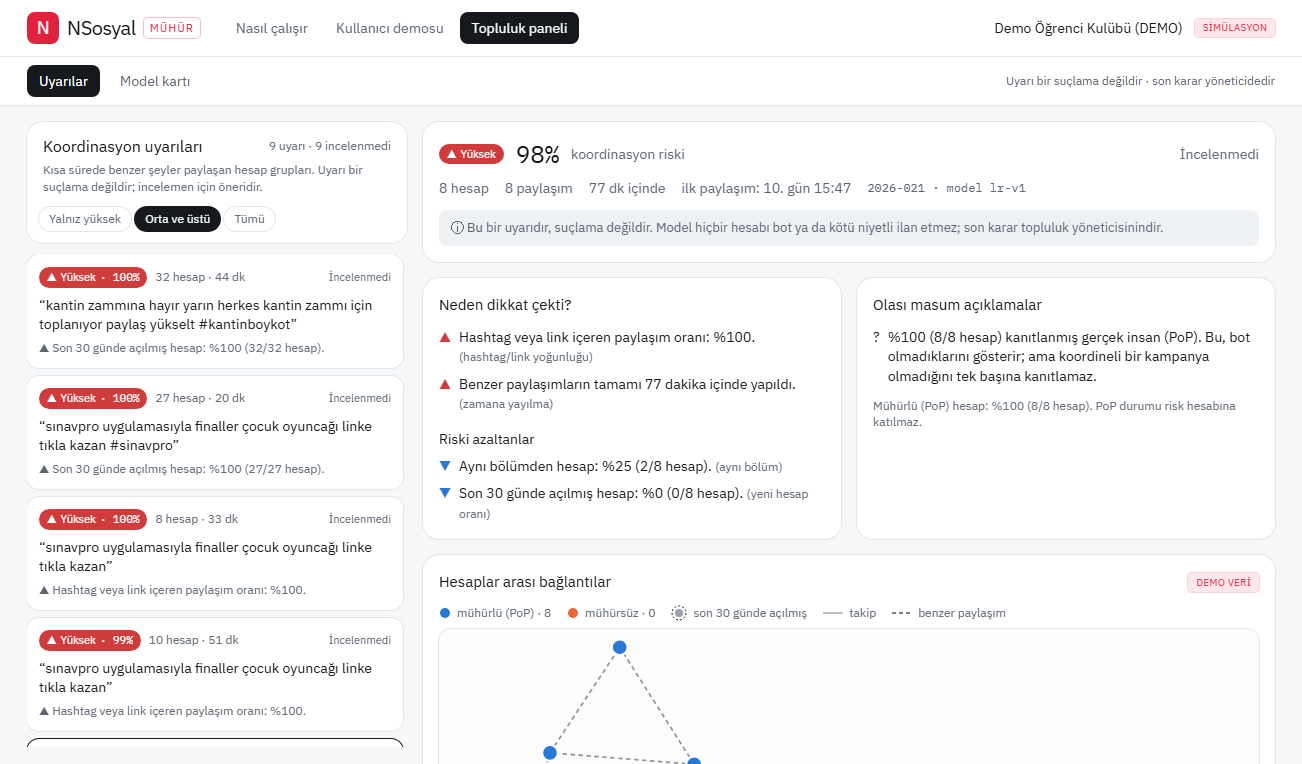 N NSosyal MÜHÜR Nasıl çalışır Kullanıcı demosu Topluluk paneli Demo Öğrenci Kulübü (DEMO) SİMÜLASYON
Uyarılar Model kartı Uyarı bir suçlama değildir · son karar yöneticidedir
Koordinasyon uyarıları 9 uyarı · 9 incelenmedi
Kısa sürede benzer şeyler paylaşan hesap grupları. Uyarı bir
suçlama değildir; incelemen için öneridir.
Yalnız yüksek Orta ve üstü Tümü
▲ Yüksek · 100% 32 hesap · 44 dk İncelenmedi
“kantin zammına hayır yarın herkes kantin zammı için
toplanıyor paylaş yükselt #kantinboykot”
▲ Son 30 günde açılmış hesap: %100 (32/32 hesap).
▲ Yüksek · 100% 27 hesap · 20 dk İncelenmedi
“sınavpro uygulamasıyla finaller çocuk oyuncağı linke
tıkla kazan #sinavpro”
▲ Son 30 günde açılmış hesap: %100 (27/27 hesap).
▲ Yüksek · 100% 8 hesap · 33 dk İncelenmedi
“sınavpro uygulamasıyla finaller çocuk oyuncağı linke
tıkla kazan”
▲ Hashtag veya link içeren paylaşım oranı: %100.
▲ Yüksek · 99% 10 hesap · 51 dk İncelenmedi
“sınavpro uygulamasıyla finaller çocuk oyuncağı linke
tıkla kazan”
▲ Hashtag veya link içeren paylaşım oranı: %100.
▲ Yüksek 98% koordinasyon riski İncelenmedi
8 hesap 8 paylaşım 77 dk içinde ilk paylaşım: 10. gün 15:47 2026-021 · model lr-v1
ⓘ Bu bir uyarıdır, suçlama değildir. Model hiçbir hesabı bot ya da kötü niyetli ilan etmez; son karar topluluk yöneticisinindir.
Neden dikkat çekti?
▲ Hashtag veya link içeren paylaşım oranı: %100.
(hashtag/link yoğunluğu)
▲ Benzer paylaşımların tamamı 77 dakika içinde yapıldı.
(zamana yayılma)
Riski azaltanlar
▼ Aynı bölümden hesap: %25 (2/8 hesap). (aynı bölüm)
▼ Son 30 günde açılmış hesap: %0 (0/8 hesap). (yeni hesap
oranı)
Olası masum açıklamalar
? %100 (8/8 hesap) kanıtlanmış gerçek insan (PoP). Bu, bot
olmadıklarını gösterir; ama koordineli bir kampanya
olmadığını tek başına kanıtlamaz.
Mühürlü (PoP) hesap: %100 (8/8 hesap). PoP durumu risk hesabına
katılmaz.
Hesaplar arası bağlantılar DEMO VERİ
mühürlü (PoP) · 8 mühürsüz · 0 son 30 günde açılmış takip benzer paylaşım